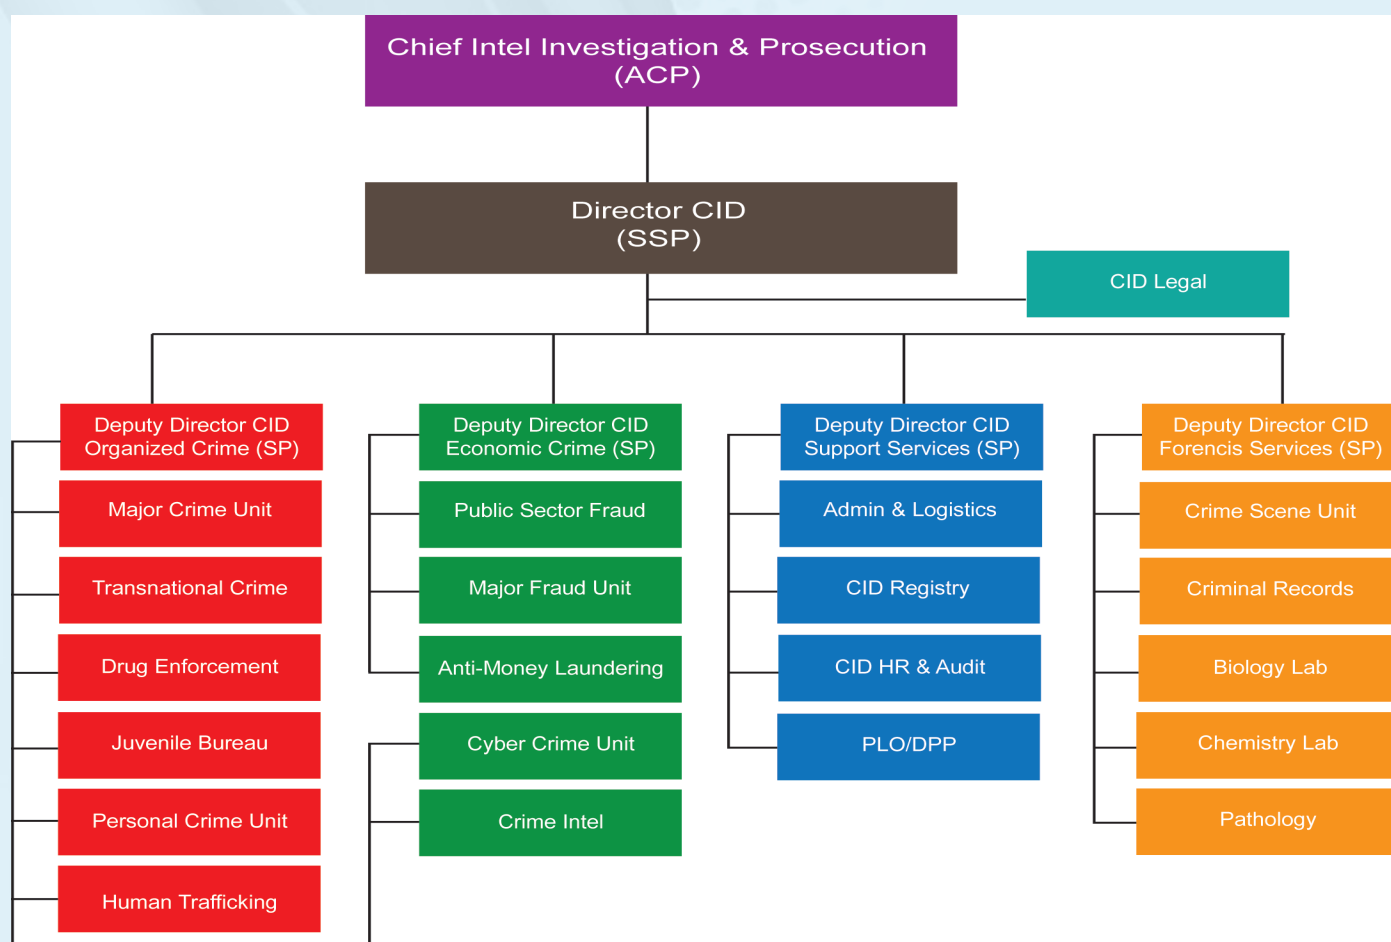 Chief Intel Investigation & Prosecution
(ACP)
Director CID
(SSP)
CID Legal
Deputy Director CID
Organized Crime (SP)
Major Crime Unit
Transnational Crime
Drug Enforcement
Juvenile Bureau
Personal Crime Unit
Human Trafficking
Deputy Director CID
Economic Crime (SP)
Public Sector Fraud
Major Fraud Unit
Anti-Money Laundering
Cyber Crime Unit
Crime Intel
Deputy Director CID
Support Services (SP)
Admin & Logistics
CID Registry
CID HR & Audit
PLO/DPP
Deputy Director CID
Forencis Services (SP)
Crime Scene Unit
Criminal Records
Biology Lab
Chemistry Lab
Pathology